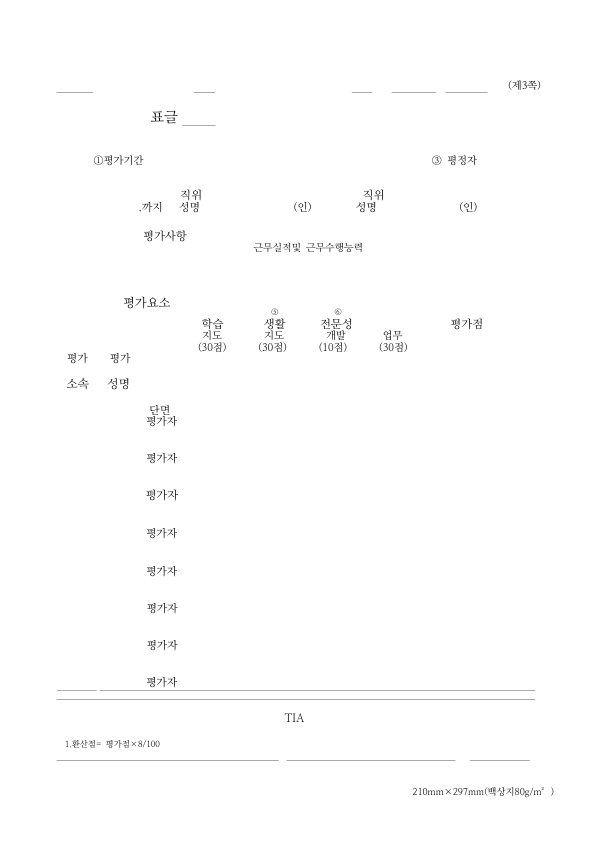 (제3쪽)
표글
①평가기간 ③ 평정자
직위 직위
.까지 성명 (인) 성명 (인)
평가사항
근무실적및 근무수행능력
평가요소
⑤ ⑥
학습 생활 전문성 평가점
지도 지도 개발 업무
(30점) (30점) (10점) (30점)
평가 평가
소속 성명
단면
평가자
평가자
평가자
평가자
평가자
평가자
평가자
평가자
TIA
1.환산점= 평가점×8/100
210mm×297mm(백상지80g/㎡ )